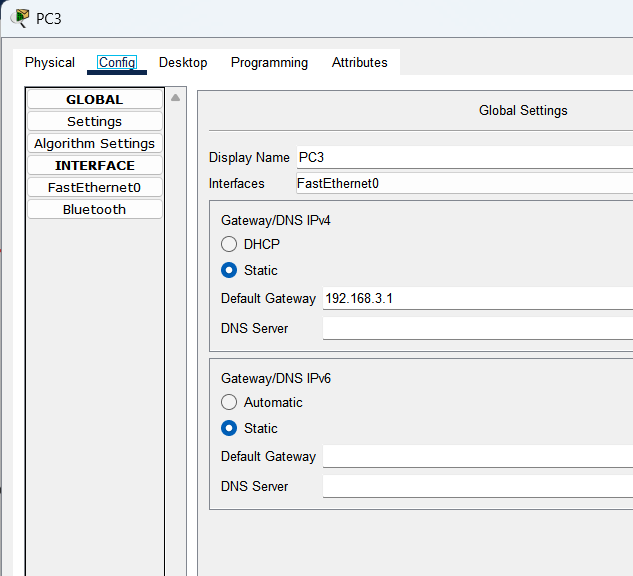 PC3
Physical Config Desktop Programming Attributes
GLOBAL
Settings
Algorithm Settings
INTERFACE
FastEthernet0
Bluetooth
Global Settings
Display Name PC3
Interfaces FastEthernet0
Gateway/DNS IPv4
DHCP
Static
Default Gateway 192.168.3.1
DNS Server
Gateway/DNS IPv6
Automatic
Static
Default Gateway
DNS Server